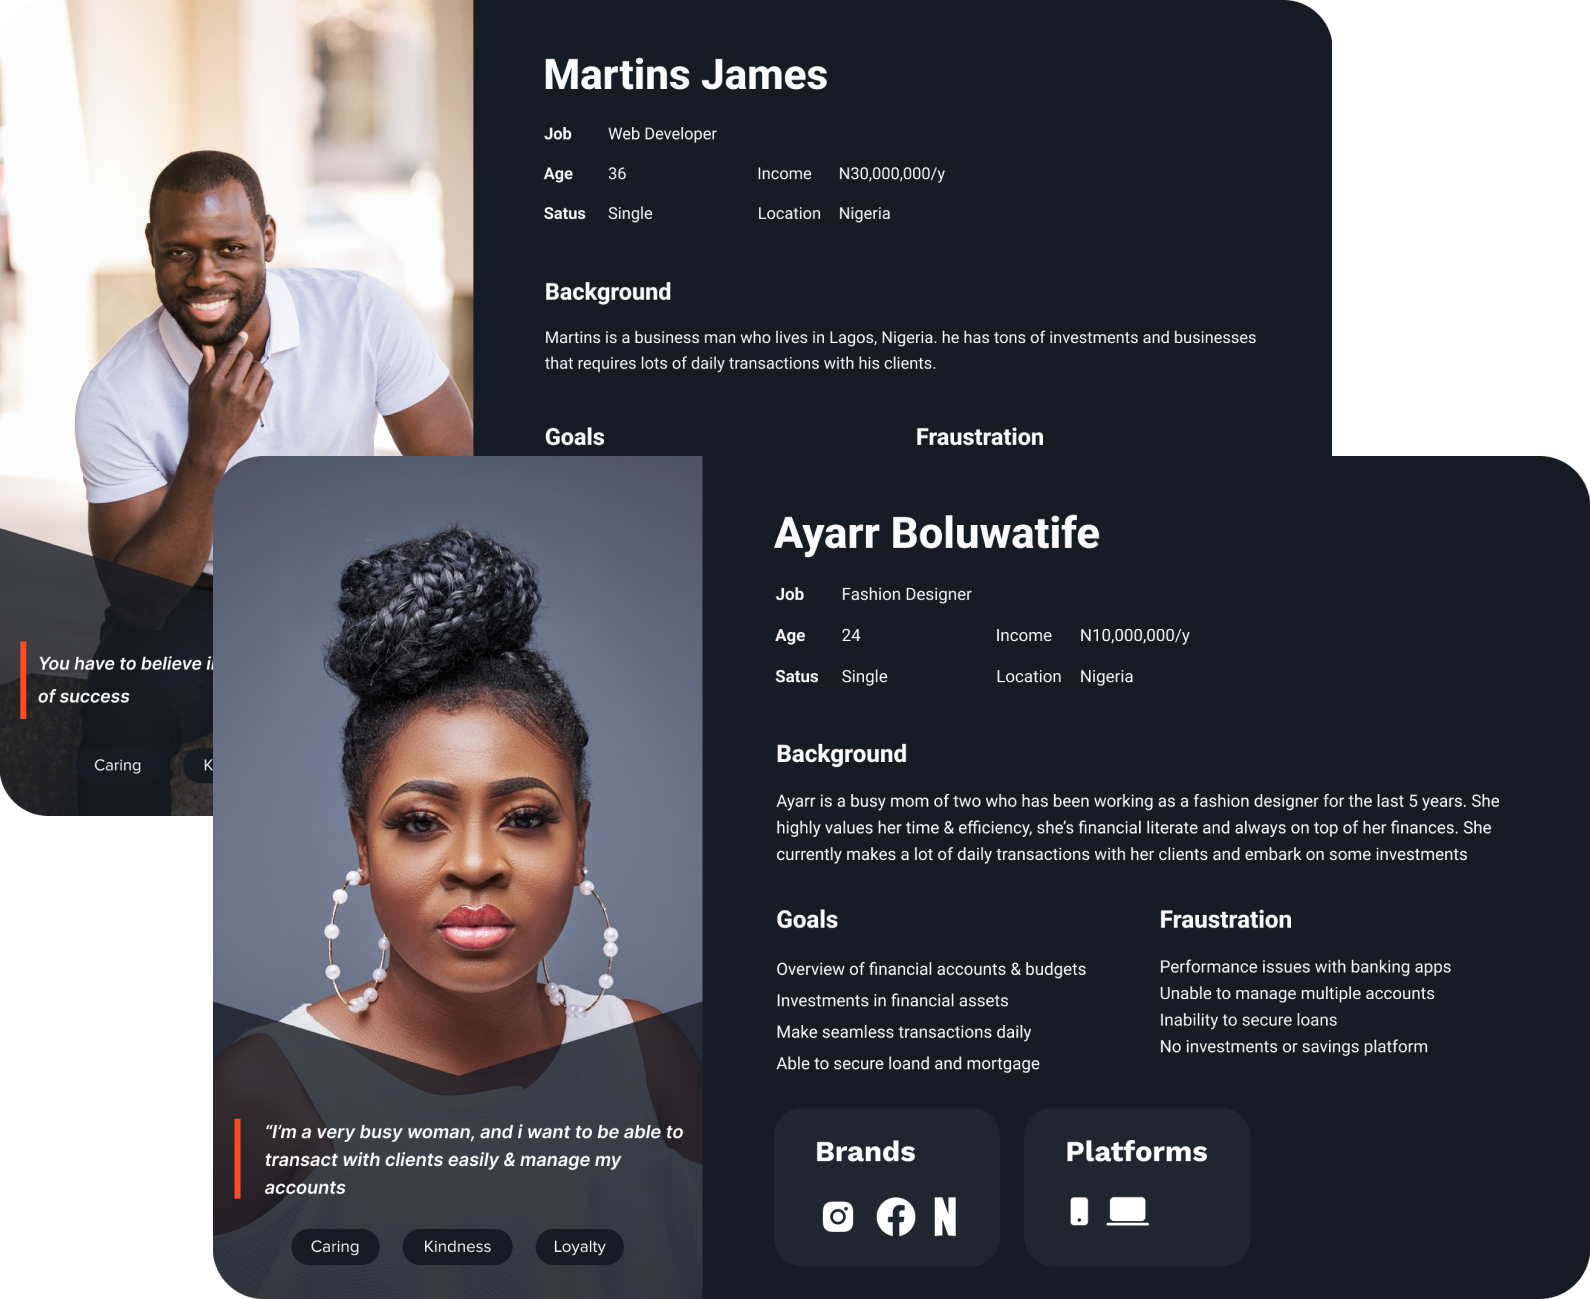 Martins James
Job Web Developer
Age 36 Income N30,000,000/y
Satus Single Location Nigeria
Background
Martins is a business man who lives in Lagos, Nigeria. he has tons of investments and businesses
that requires lots of daily transactions with his clients.
Goals Fraustration
You have to believe
of success
Caring
Ayarr Boluwatife
Job Fashion Designer
Age 24 Income N10,000,000/y
Satus Single Location Nigeria
Background
Ayarr is a busy mom of two who has been working as a fashion designer for the last 5 years. She
highly values her time & efficiency, she’s financial literate and always on top of her finances. She
currently makes a lot of daily transactions with her clients and embark on some investments
Goals
Overview of financial accounts & budgets
Investments in financial assets
Make seamless transactions daily
Able to secure loand and mortgage
Fraustration
Performance issues with banking apps
Unable to manage multiple accounts
Inability to secure loans
No investments or savings platform
“I’m a very busy woman, and i want to be able to
transact with clients easily & manage my
accounts
Caring Kindness Loyalty
Brands
Platforms